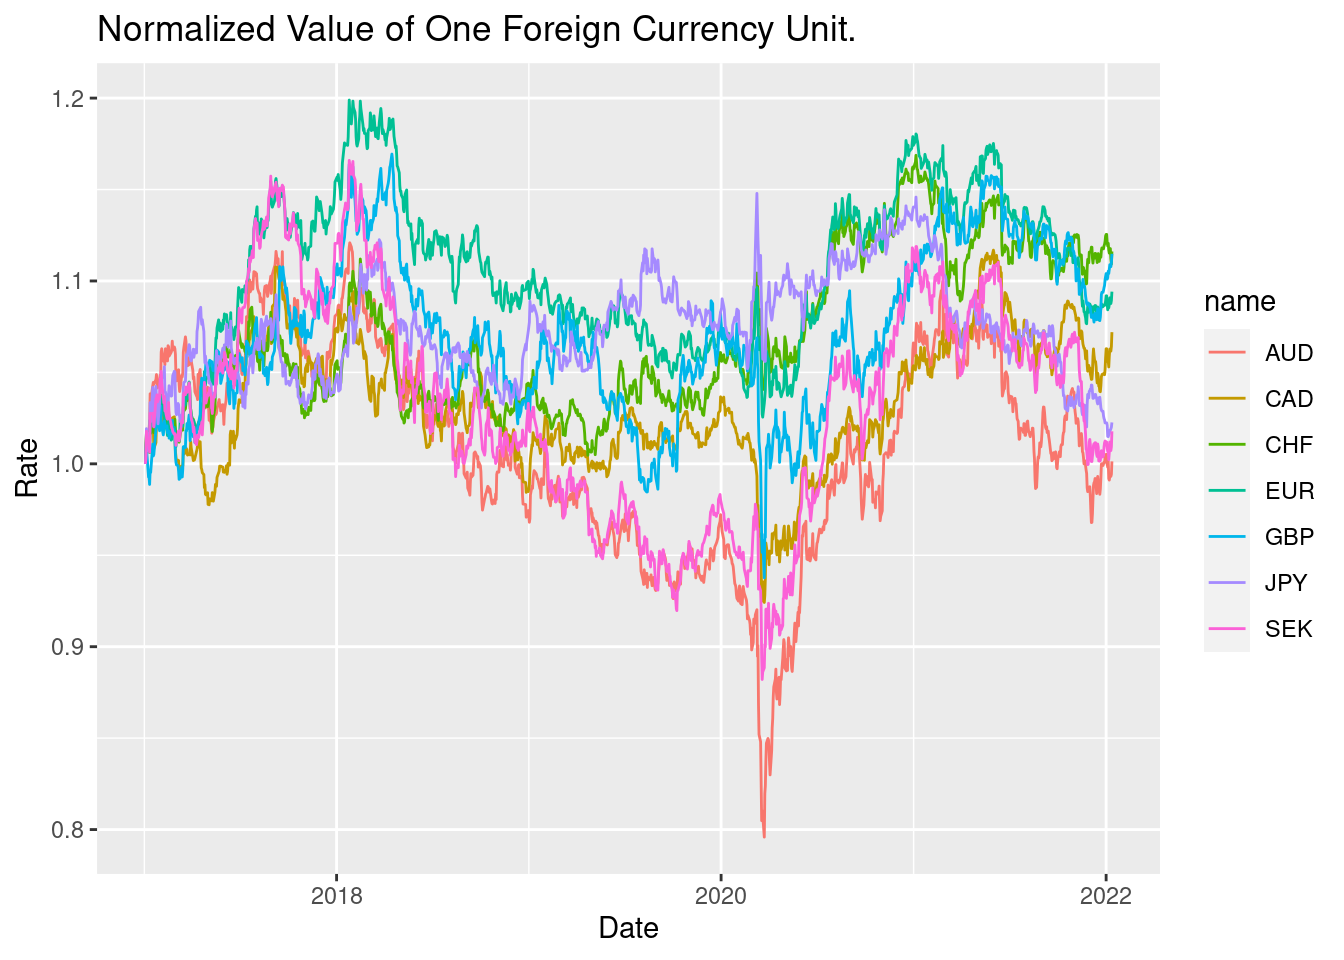 Normalized Value of One Foreign Currency Unit.
1.2
1.1
1.0
0.9
0.8
Rate
2018
2020
2022
Date
name
AUD
CAD
CHF
EUR
GBP
JPY
SEK